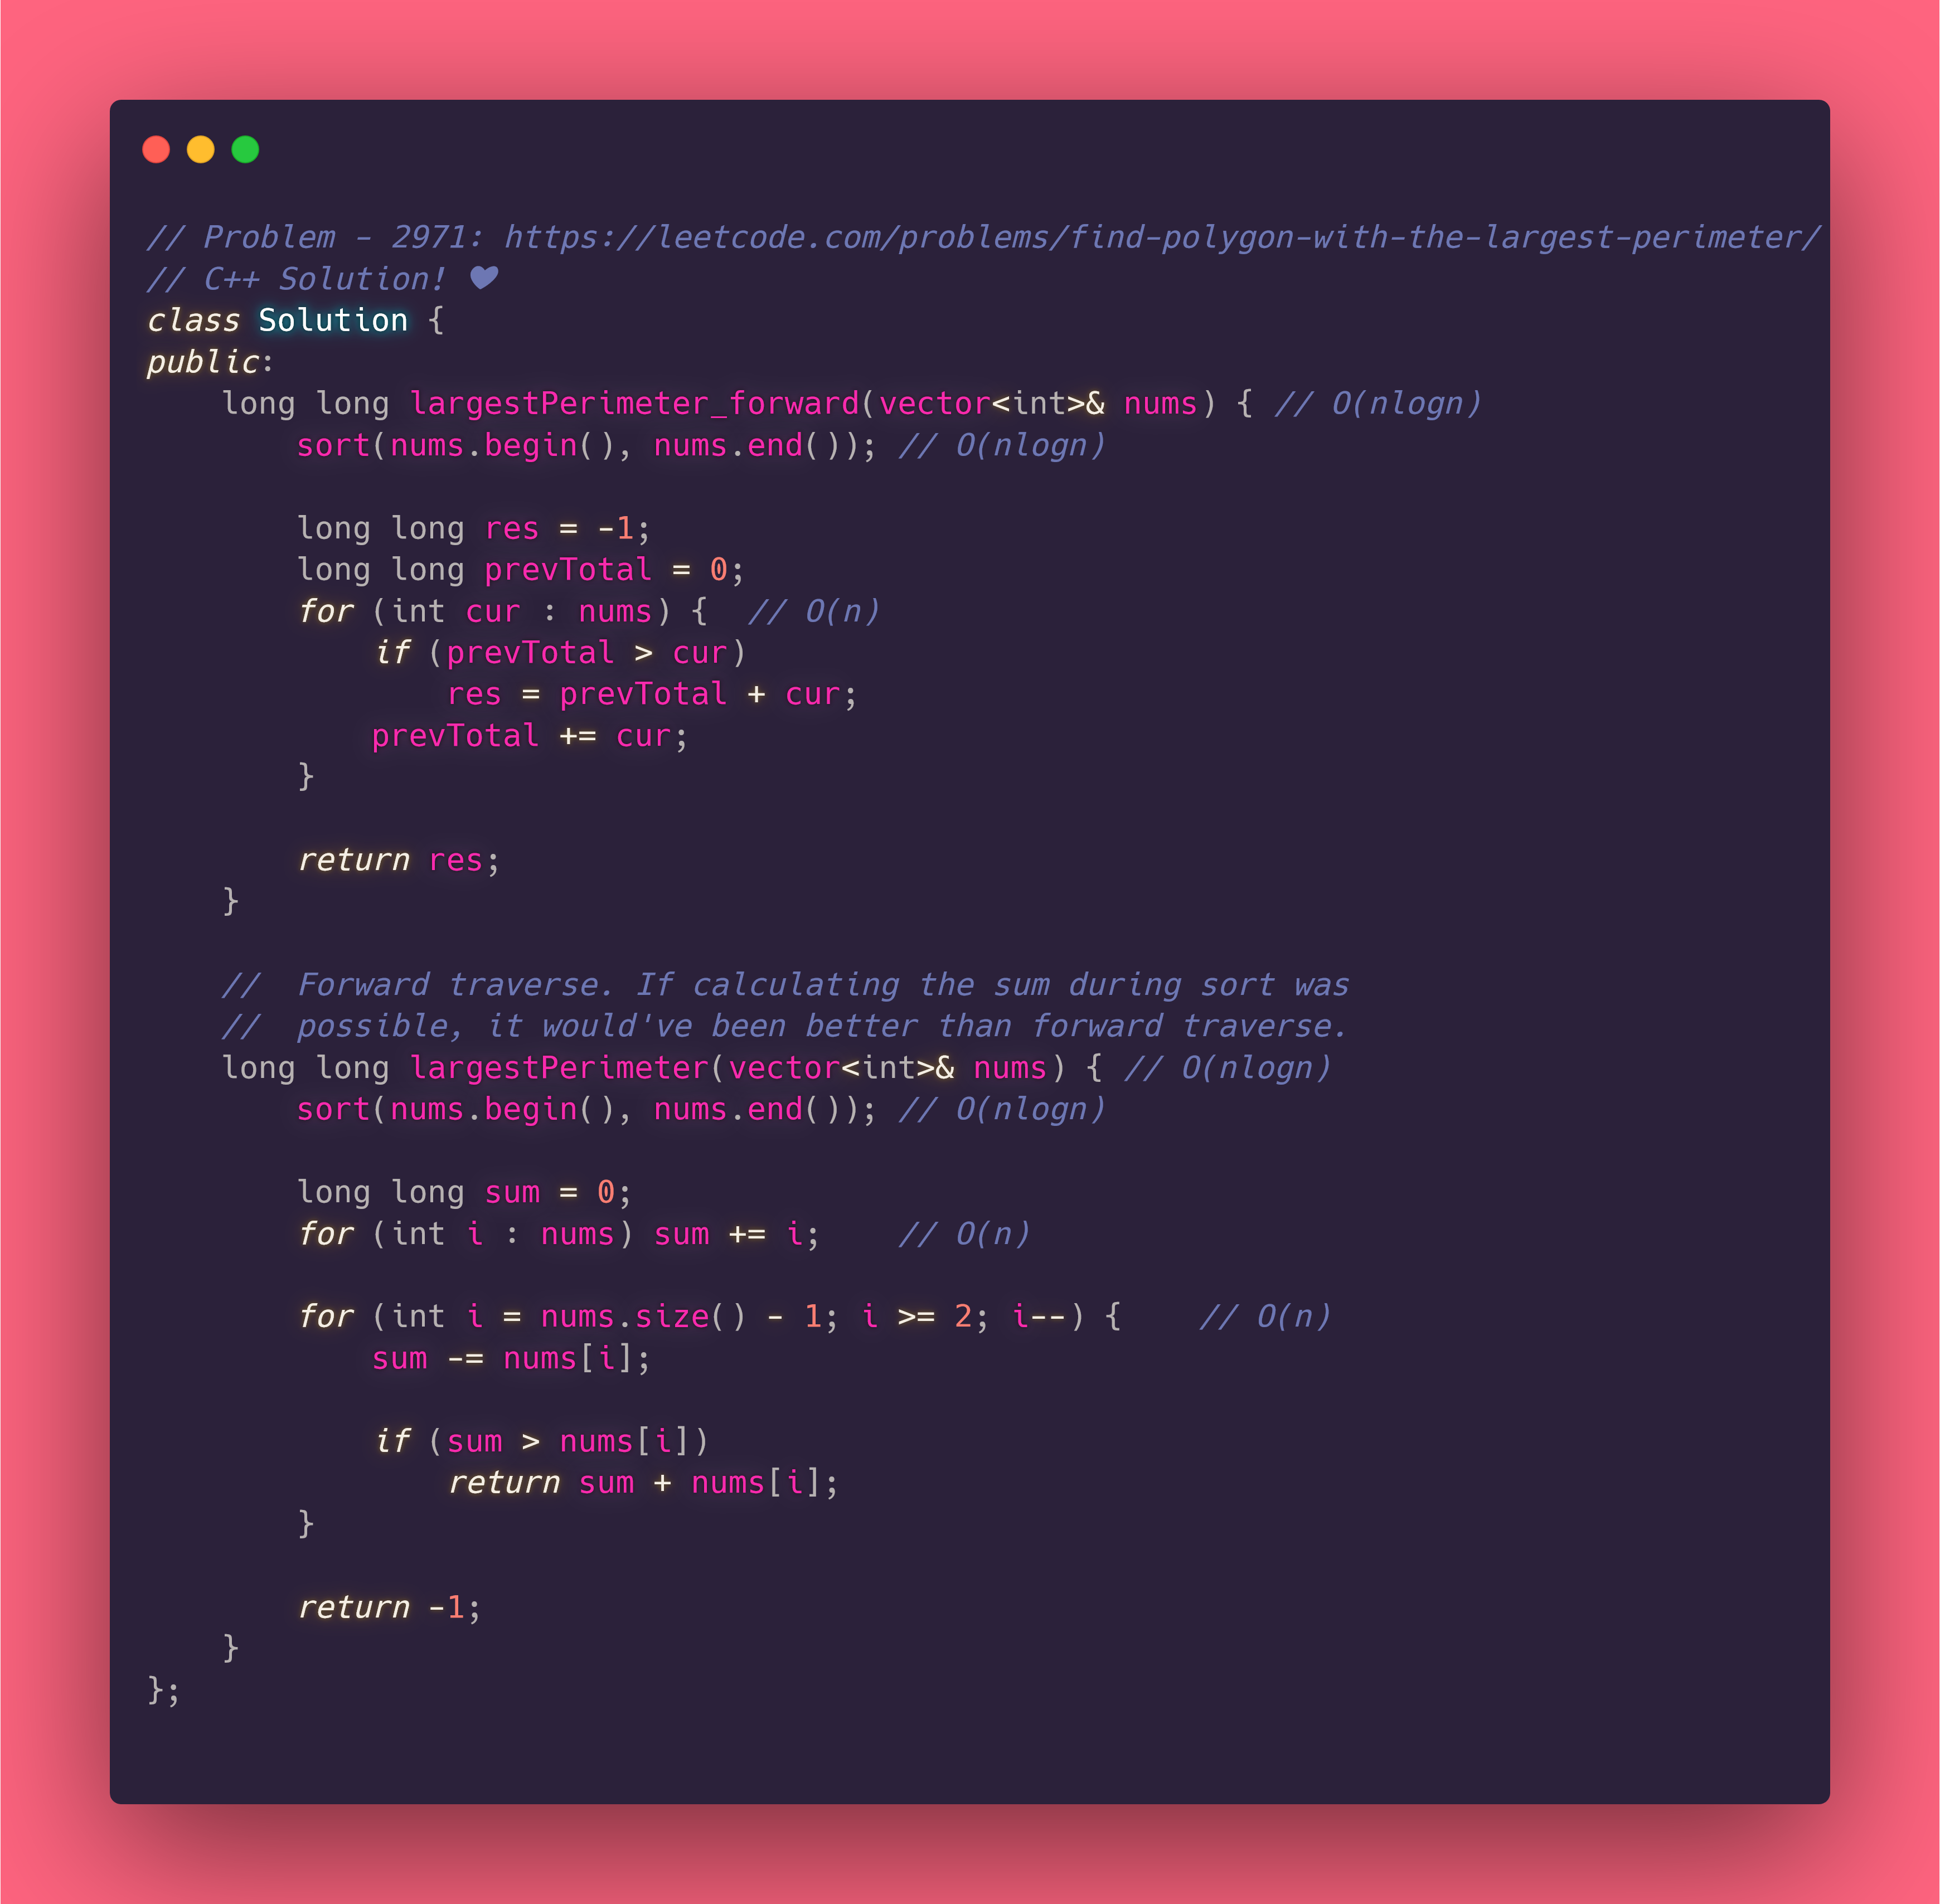 // Problem - 2971: https://leetcode.com/problems/find-polygon-with-the-largest-perimeter/
// C++ Solution! ♥
class Solution {
public:
    long long largestPerimeter_forward(vector<int>& nums) { // O(nlogn)
        sort(nums.begin(), nums.end()); // O(nlogn)

        long long res = -1;
        long long prevTotal = 0;
        for (int cur : nums) {  // O(n)
            if (prevTotal > cur)
                res = prevTotal + cur;
            prevTotal += cur;
        }

        return res;
    }

    //  Forward traverse. If calculating the sum during sort was
    //  possible, it would've been better than forward traverse.
    long long largestPerimeter(vector<int>& nums) { // O(nlogn)
        sort(nums.begin(), nums.end()); // O(nlogn)

        long long sum = 0;
        for (int i : nums) sum += i;    // O(n)

        for (int i = nums.size() - 1; i >= 2; i--) {    // O(n)
            sum -= nums[i];

            if (sum > nums[i])
                return sum + nums[i];
        }

        return -1;
    }
};